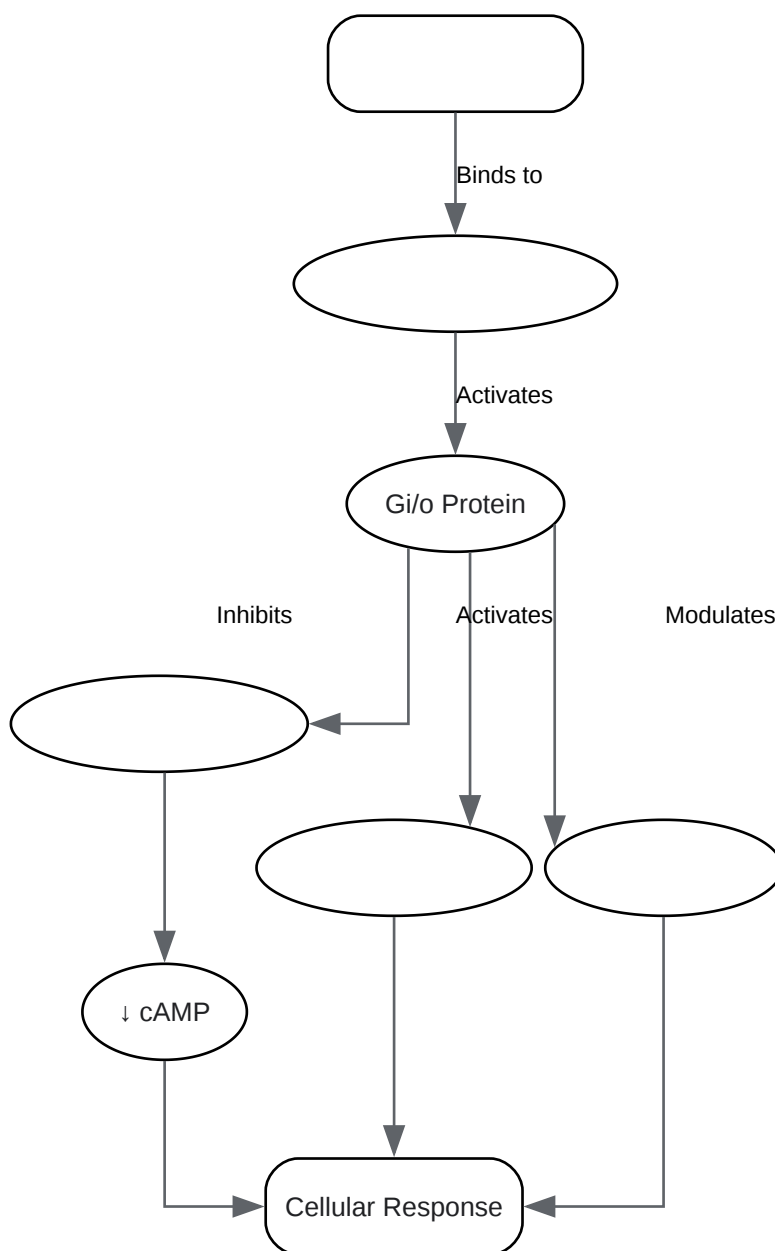 Binds to
Activates
Gi/o Protein
Inhibits
Activates
Modulates
↓ cAMP
Cellular Response